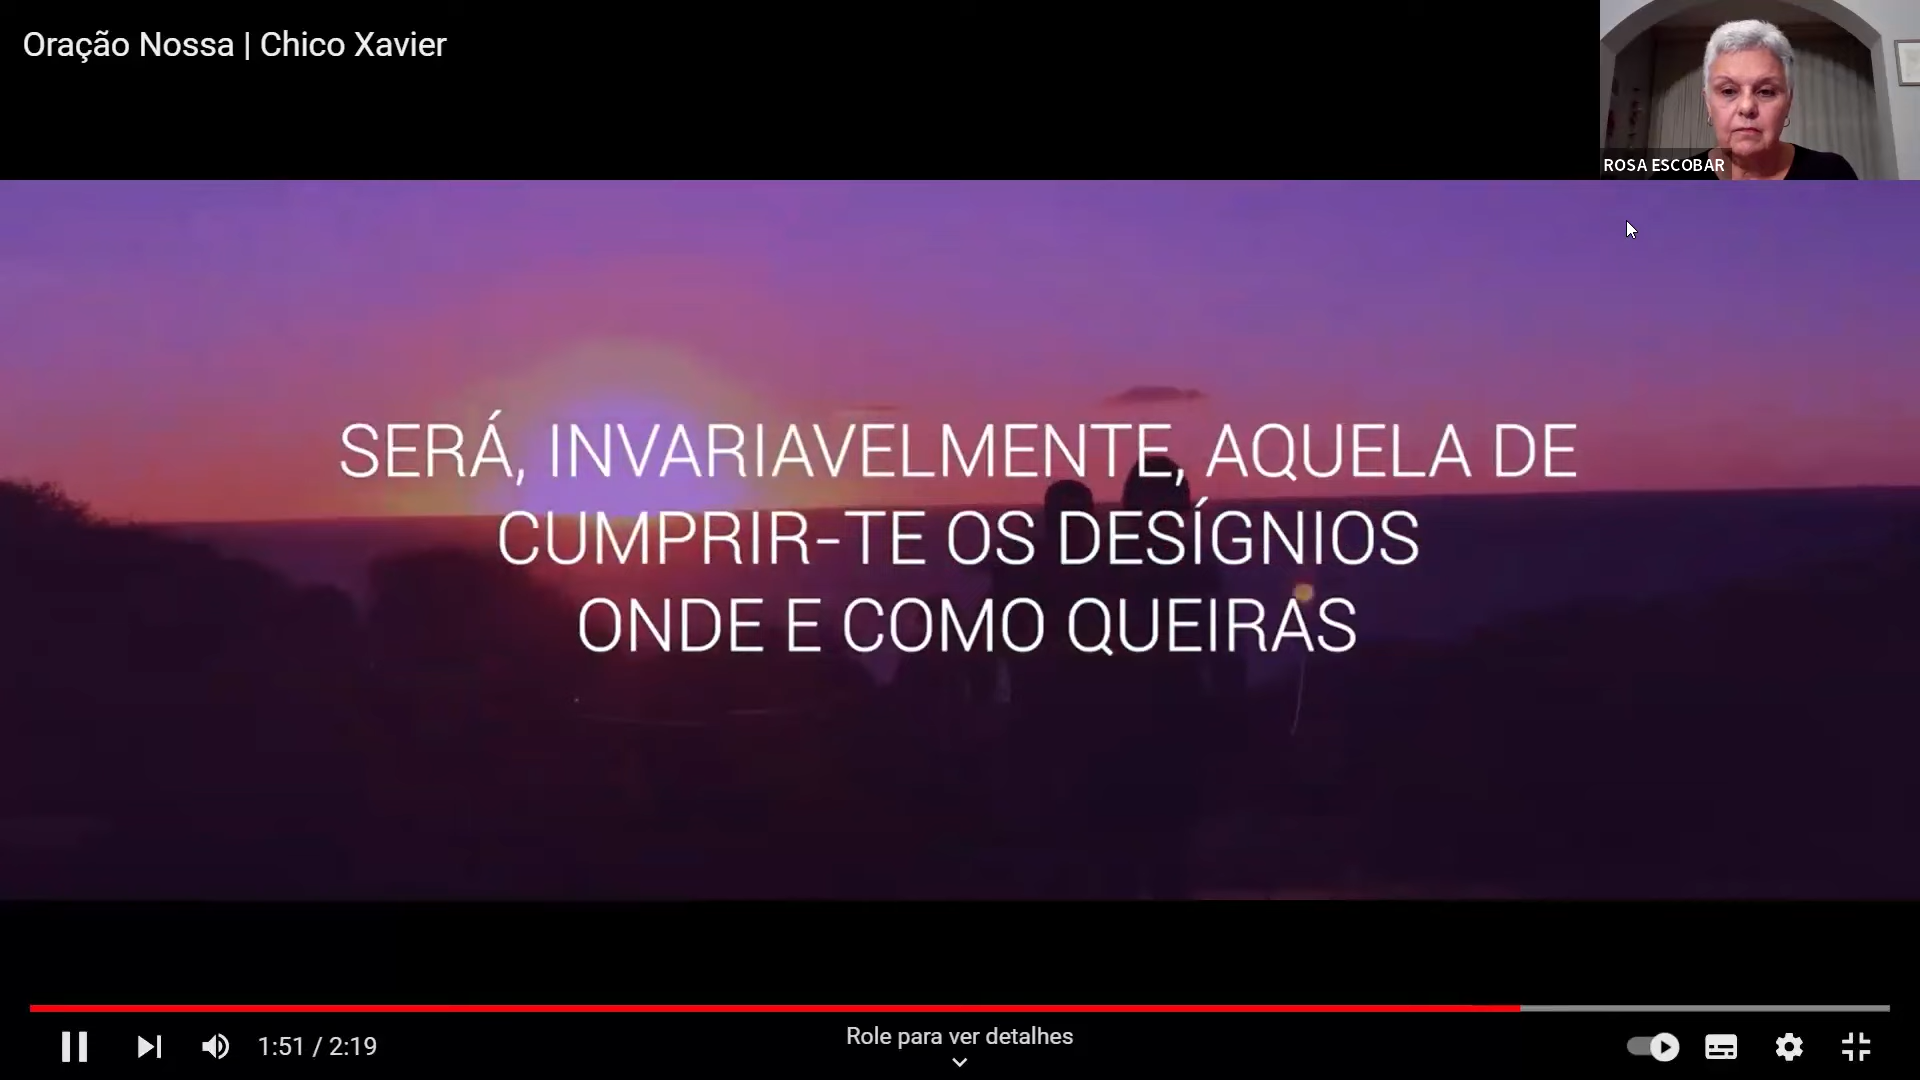 Oração Nossa | Chico Xavier
ROSA ESCOBAR
SERÁ, INVARIAVELMENTE, AQUELA DE
CUMPRIR-TE OS DESÍGNIOS
ONDE E COMO QUEIRAS
1:51 / 2:19
Role para ver detalhes